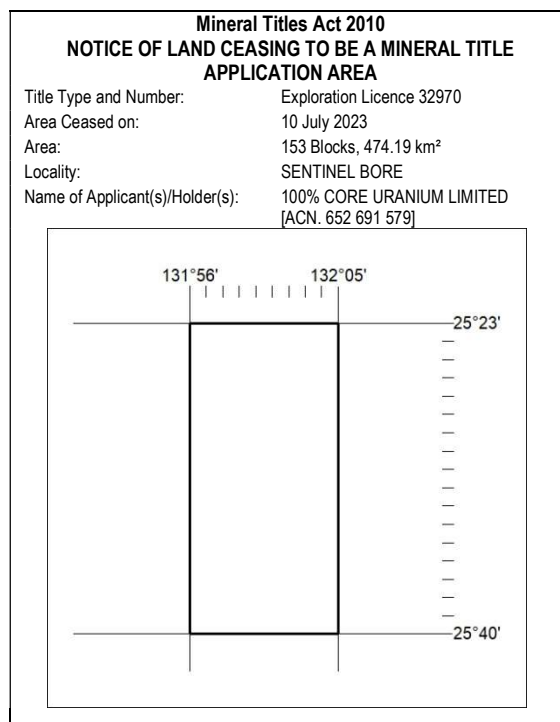 Mineral Titles Act 2010
NOTICE OF LAND CEASING TO BE A MINERAL TITLE
APPLICATION AREA
Title Type and Number: Exploration Licence 32970
Area Ceased on: 10 July 2023
Area: 153 Blocks, 474.19 km²
Locality: SENTINEL BORE
Name of Applicant(s)/Holder(s): 100% CORE URANIUM LIMITED
[ACN. 652 691 579]
131°56' 132°05'
25°23'
25°40'